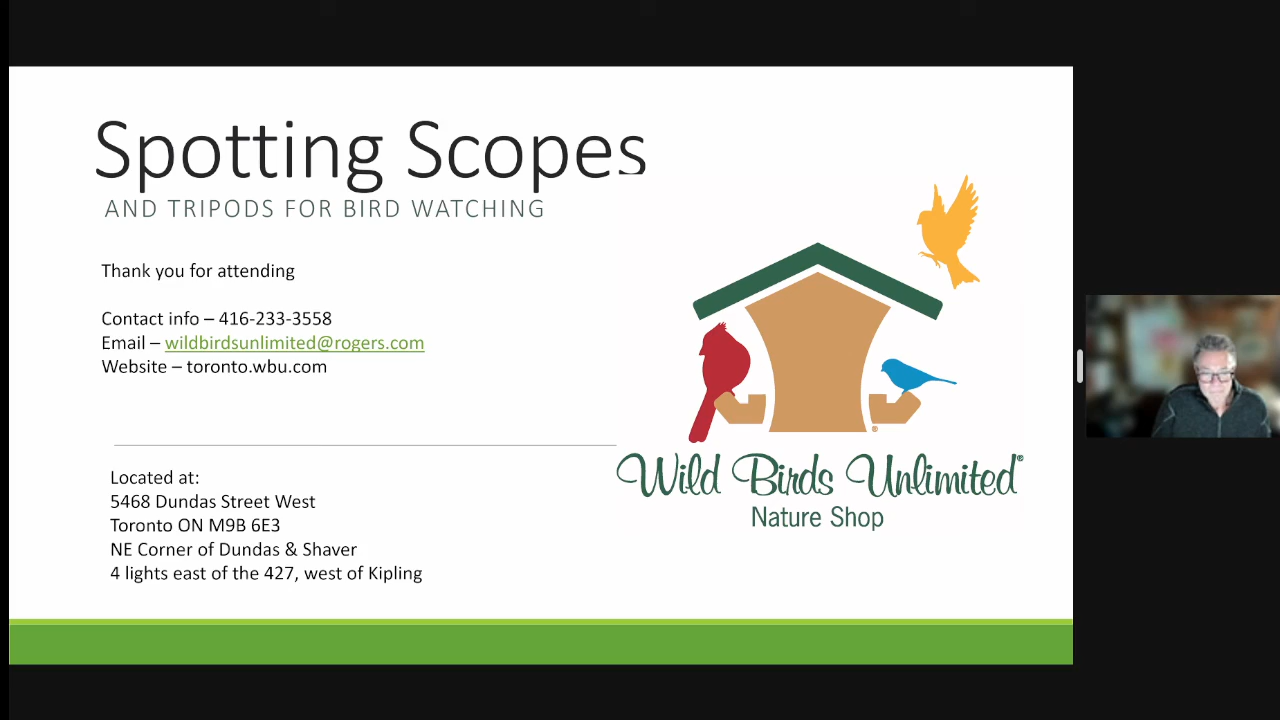 Spotting Scopes
AND TRIPODS FOR BIRD WATCHING
Thank you for attending
Contact info – 416-233-3558
Email – wildbirdsunlimited@rogers.com
Website – toronto.wbu.com
Located at:
5468 Dundas Street West
Toronto ON M9B 6E3
NE Corner of Dundas & Shaver
4 lights east of the 427, west of Kipling
®
Wild Birds Unlimited®
Nature Shop